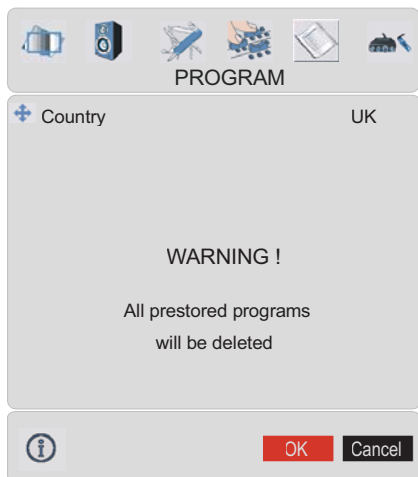 PROGRAM
Country UK
WARNING !
All prestored programs
will be deleted
OK Cancel